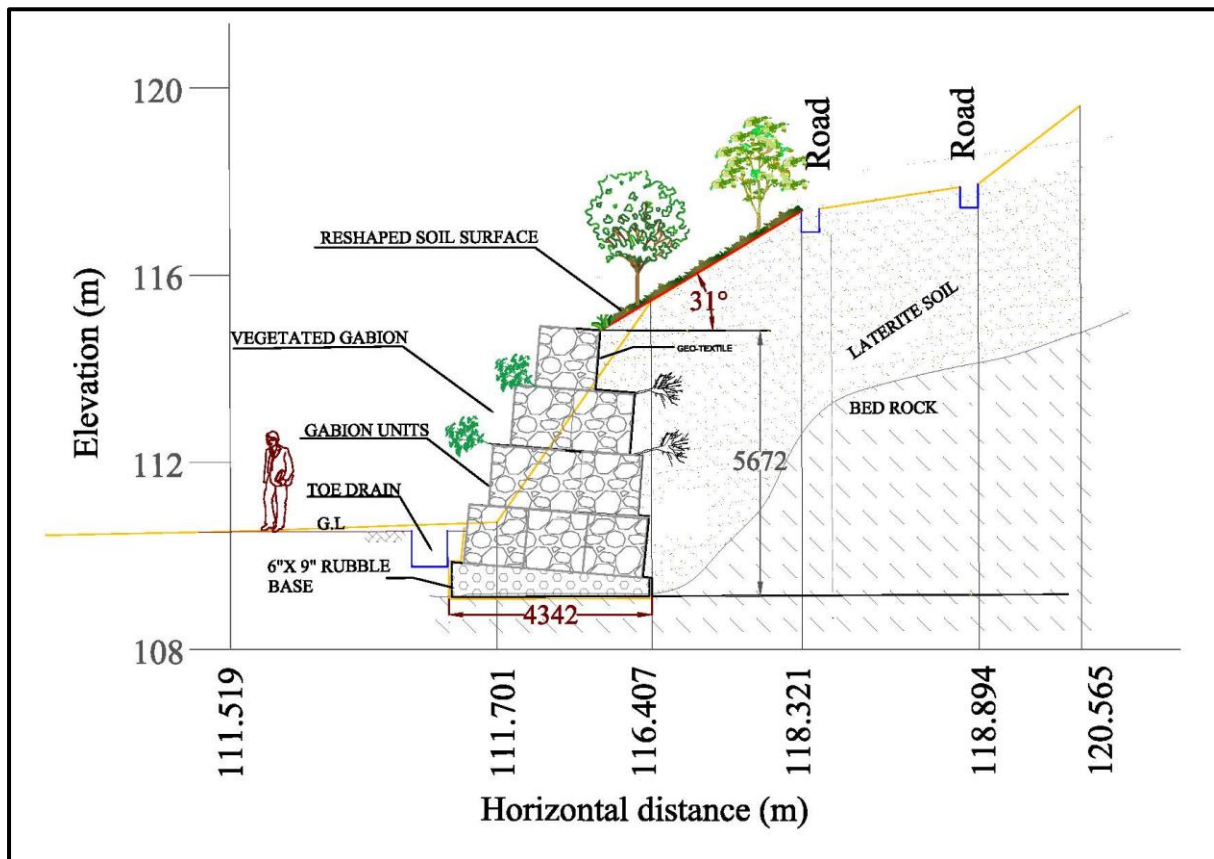 120
116
112
108
Elevation (m)
Road
Road
RESHAPED SOIL SURFACE
31°
VEGETATED GABION
GEO-TEXTILE
LATERITE SOIL
BED ROCK
GABION UNITS
5672
TOE DRAIN
G.L
6"X 9" RUBBLE
BASE
4342
111.519
111.701
116.407
118.321
118.894
120.565
Horizontal distance (m)